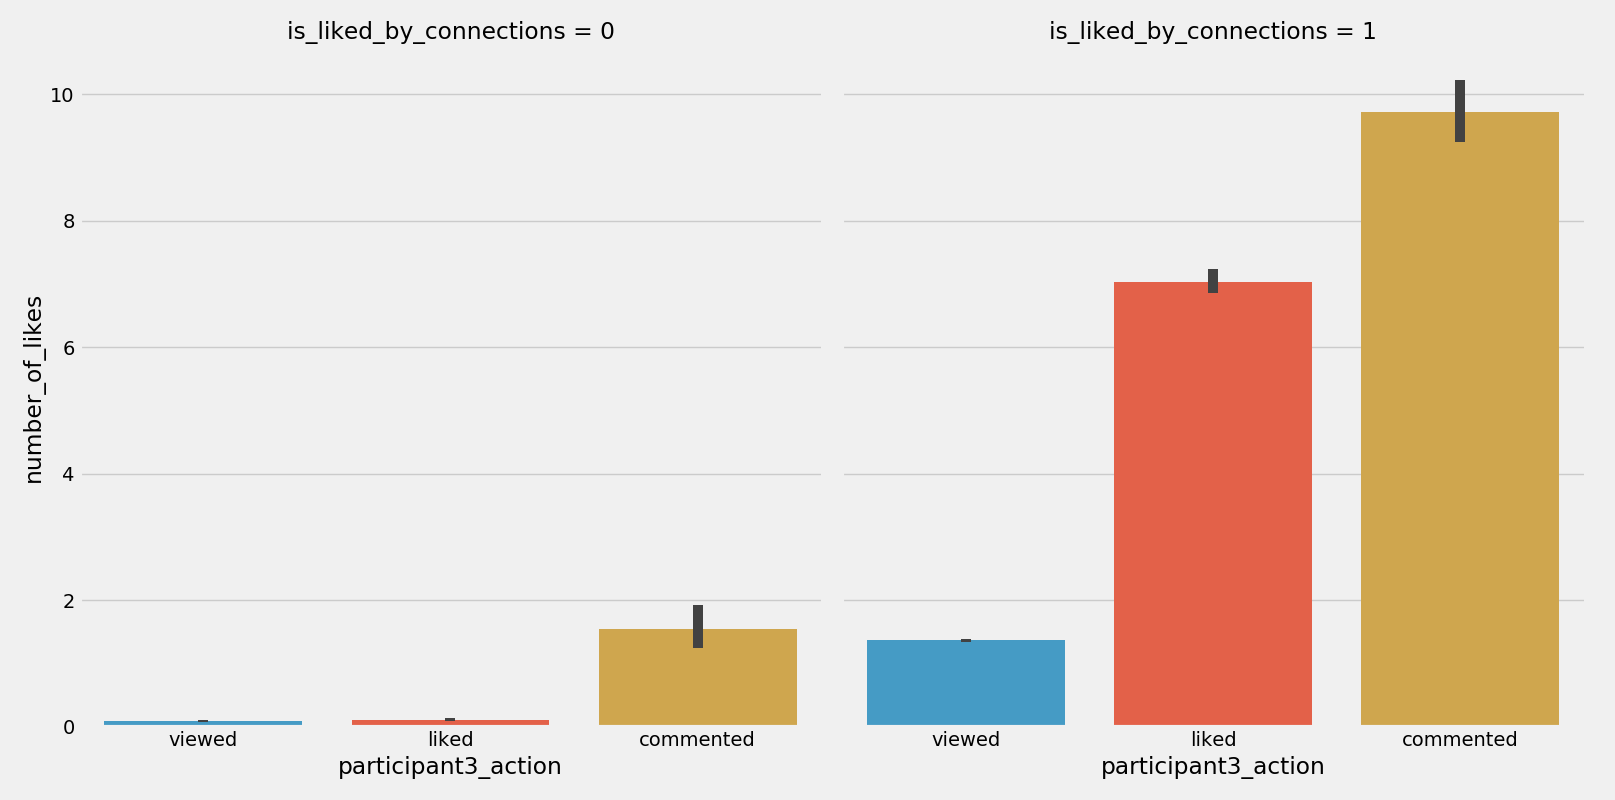 is_liked_by_connections = 0
is_liked_by_connections = 1
number_of_likes
10
8
6
4
2
0
viewed
liked
commented
viewed
liked
commented
participant3_action
participant3_action